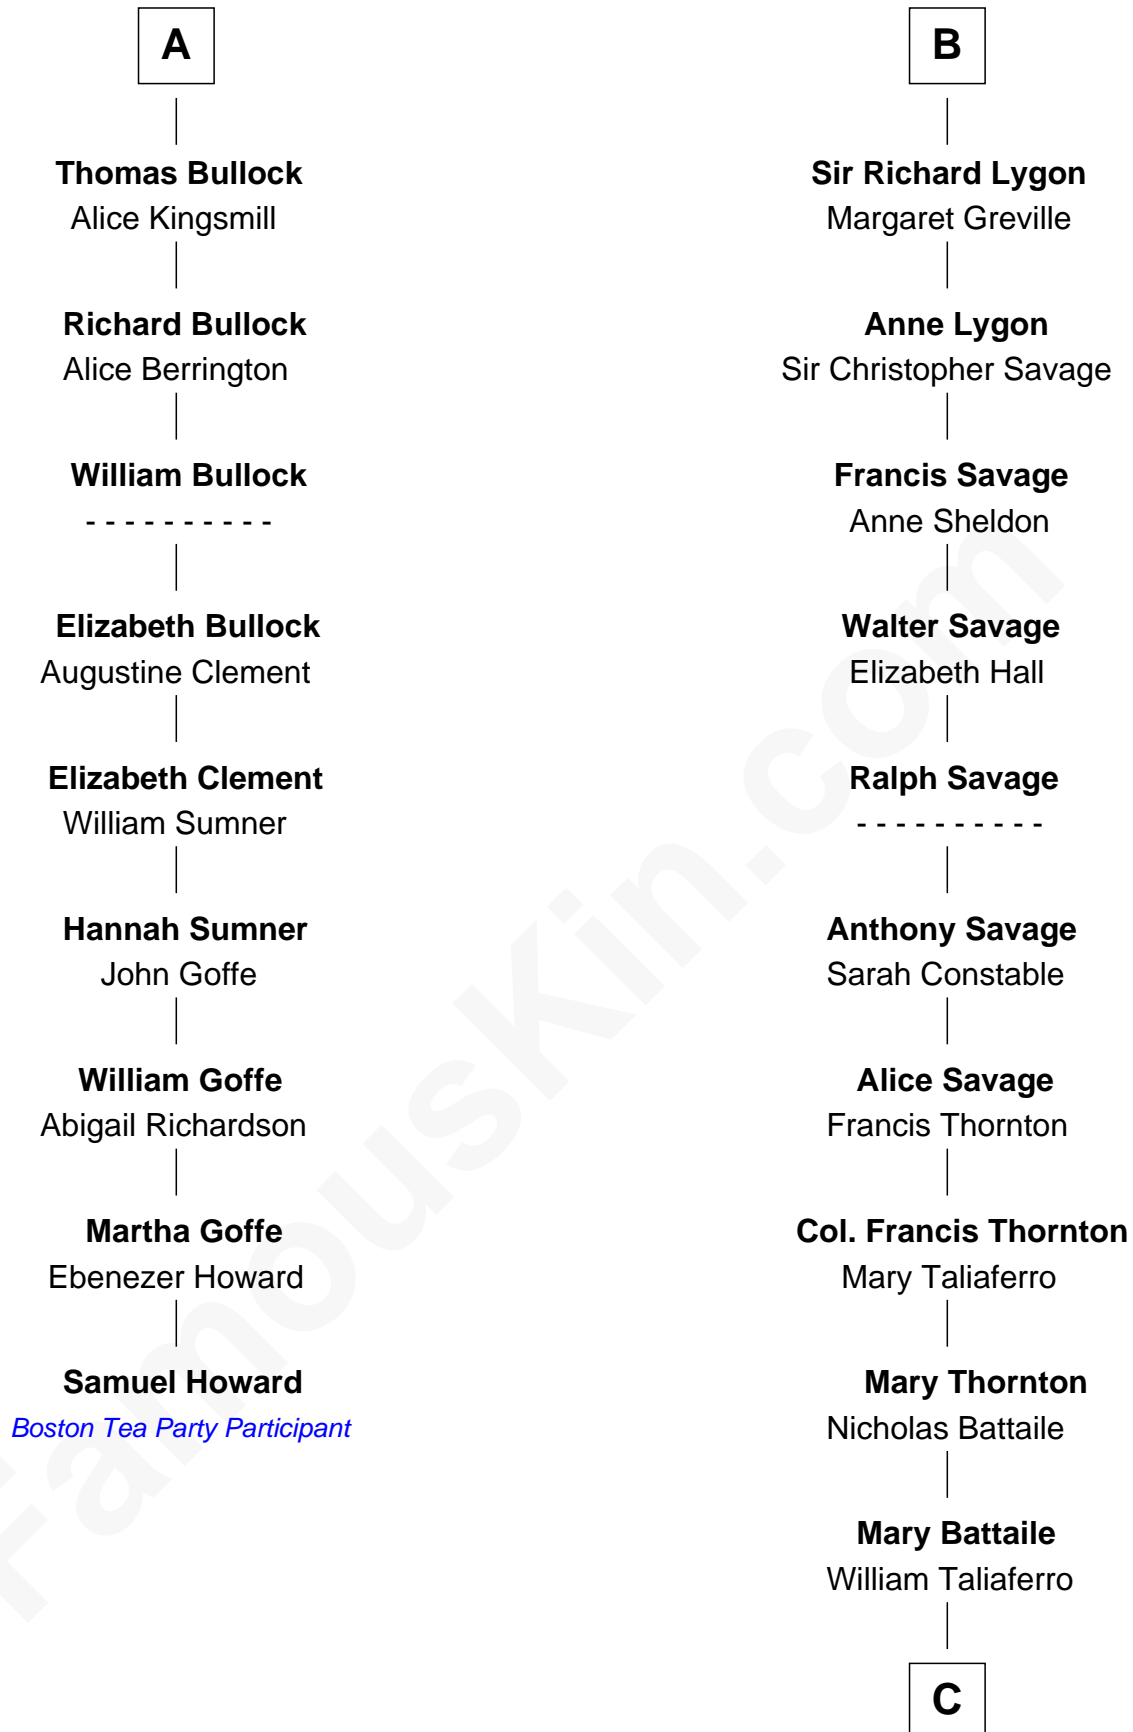 A
Thomas Bullock
Alice Kingsmill
Richard Bullock
Alice Berrington
William Bullock
- - - - - - - - - -
Elizabeth Bullock
Augustine Clement
Elizabeth Clement
William Sumner
Hannah Sumner
John Goffe
William Goffe
Abigail Richardson
Martha Goffe
Ebenezer Howard
Samuel Howard
Boston Tea Party Participant
B
Sir Richard Lygon
Margaret Greville
Anne Lygon
Sir Christopher Savage
Francis Savage
Anne Sheldon
Walter Savage
Elizabeth Hall
Ralph Savage
- - - - - - - - - -
Anthony Savage
Sarah Constable
Alice Savage
Francis Thornton
Col. Francis Thornton
Mary Taliaferro
Mary Thornton
Nicholas Battaile
Mary Battaile
William Taliaferro
C
FamousKin.com